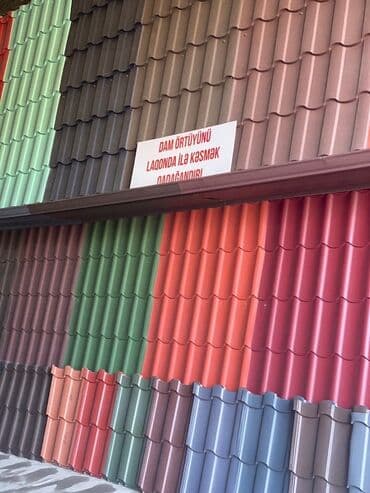 DAM ÖRTÜYÜNÜ
LAQONDA İLƏ KƏSMƏK
QADAĞANDIR!